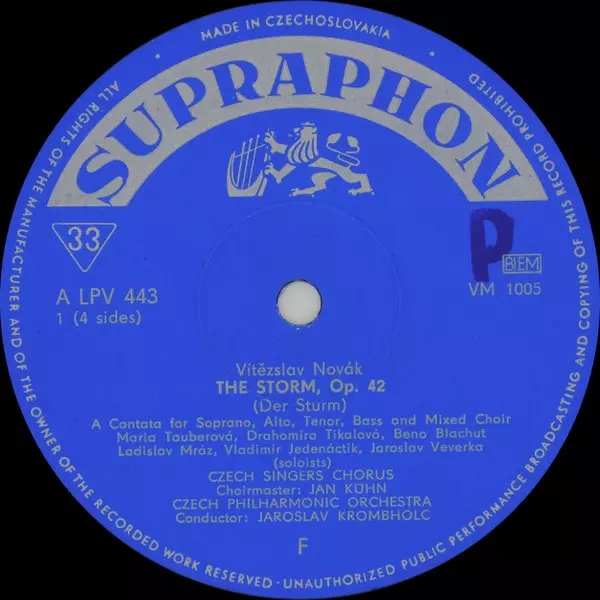 MADE IN CZECHOSLOVAKIA
SUPRAPHON
33
P
BIEM
A LPV 443
1 (4 sides)
VM 1005
Vítězslav Novák
THE STORM, Op. 42
(Der Sturm)
A Cantata for Soprano, Alto, Tenor, Bass and Mixed Choir
Maria Tauberová, Drahomíra Tikalová, Beno Blachut
Ladislav Mráz, Vladimír Jedenáctík, Jaroslav Veverka
(soloists)
CZECH SINGERS CHORUS
Choirmaster: JAN KÜHN
CZECH PHILHARMONIC ORCHESTRA
Conductor: JAROSLAV KROMBHOLC
F
ALL RIGHTS OF THE MANUFACTURER AND OF THE OWNER OF THE RECORDED WORK RESERVED - UNAUTHORIZED PUBLIC PERFORMANCE BROADCASTING AND COPYING OF THIS RECORD PROHIBITED